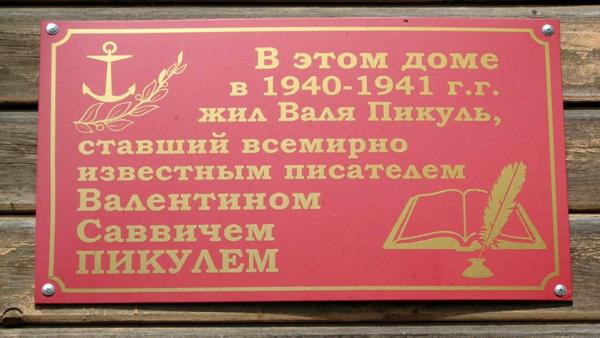 В этом доме
в 1940-1941 г.г.
жил Валя Пикуль,
ставший всемирно
известным писателем
Валентином
Саввичем
ПИКУЛЕМ